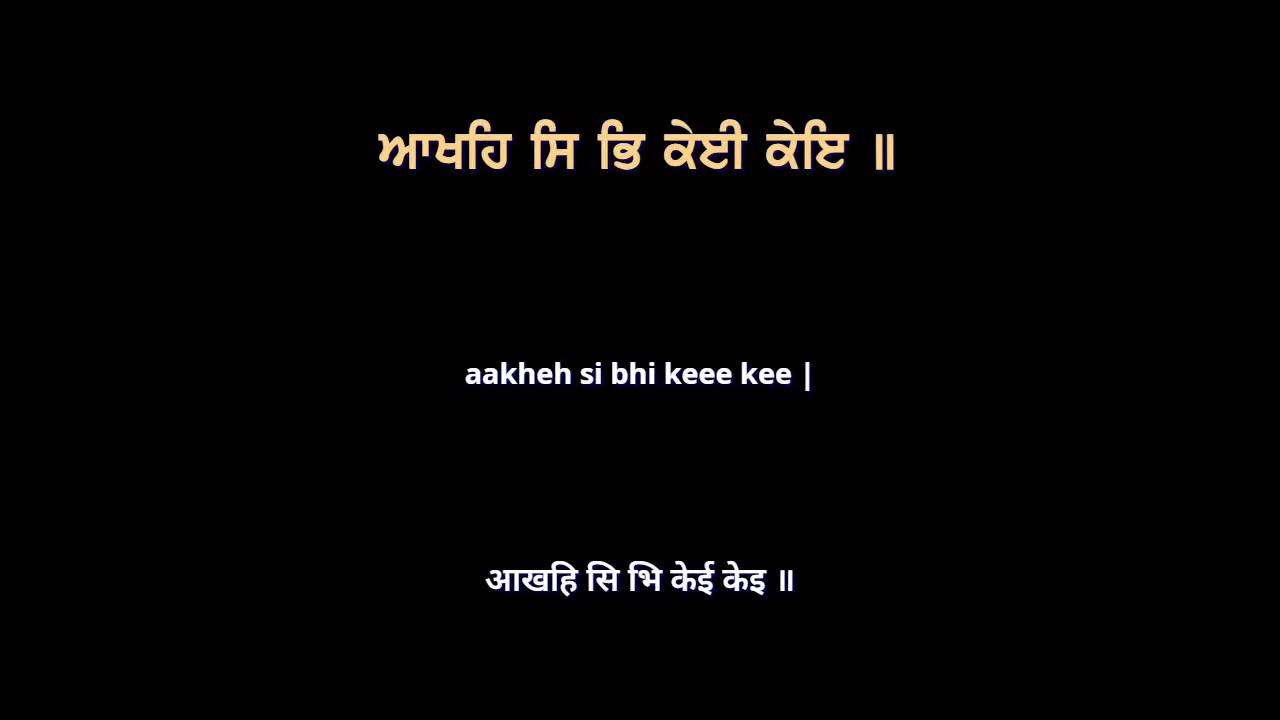 ਆਖਹਿ ਸਿ ਭਿ ਕੇਈ ਕੇਇ ॥
aakheh si bhi keee kee |
आखहि सि भि केई केइ ॥